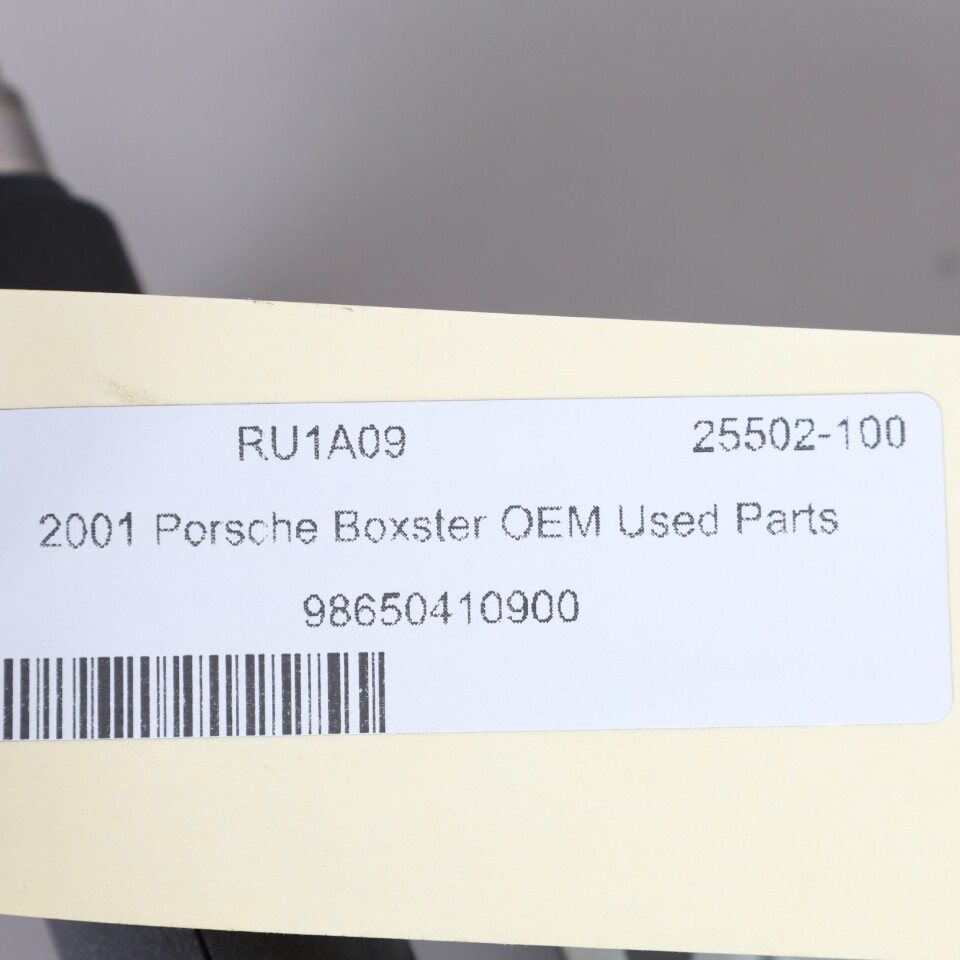 RU1A09 25502-100
2001 Porsche Boxster OEM Used Parts
98650410900